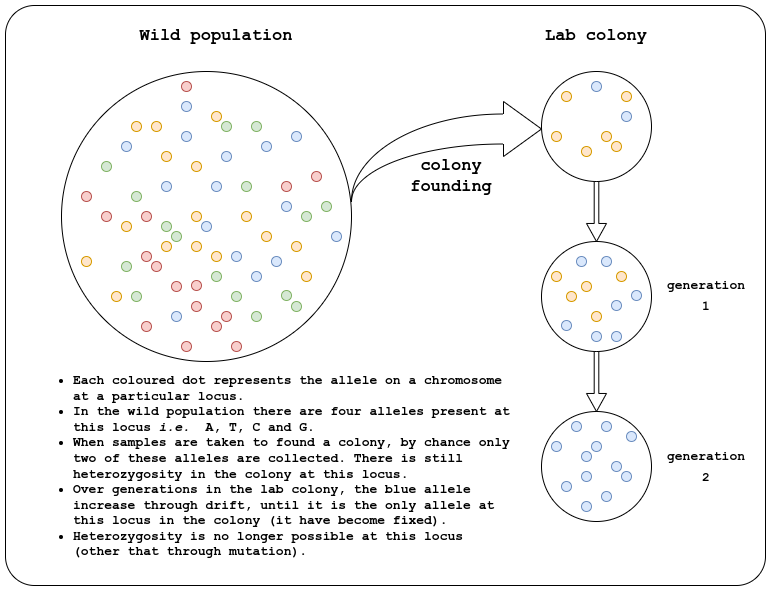 Wild population
Lab colony
colony
founding
generation
1
generation
2
• Each coloured dot represents the allele on a chromosome
at a particular locus.
• In the wild population there are four alleles present at
this locus i.e. A, T, C and G.
• When samples are taken to found a colony, by chance only
two of these alleles are collected. There is still
heterozygosity in the colony at this locus.
• Over generations in the lab colony, the blue allele
increase through drift, until it is the only allele at
this locus in the colony (it have become fixed).
• Heterozygosity is no longer possible at this locus
(other that through mutation).